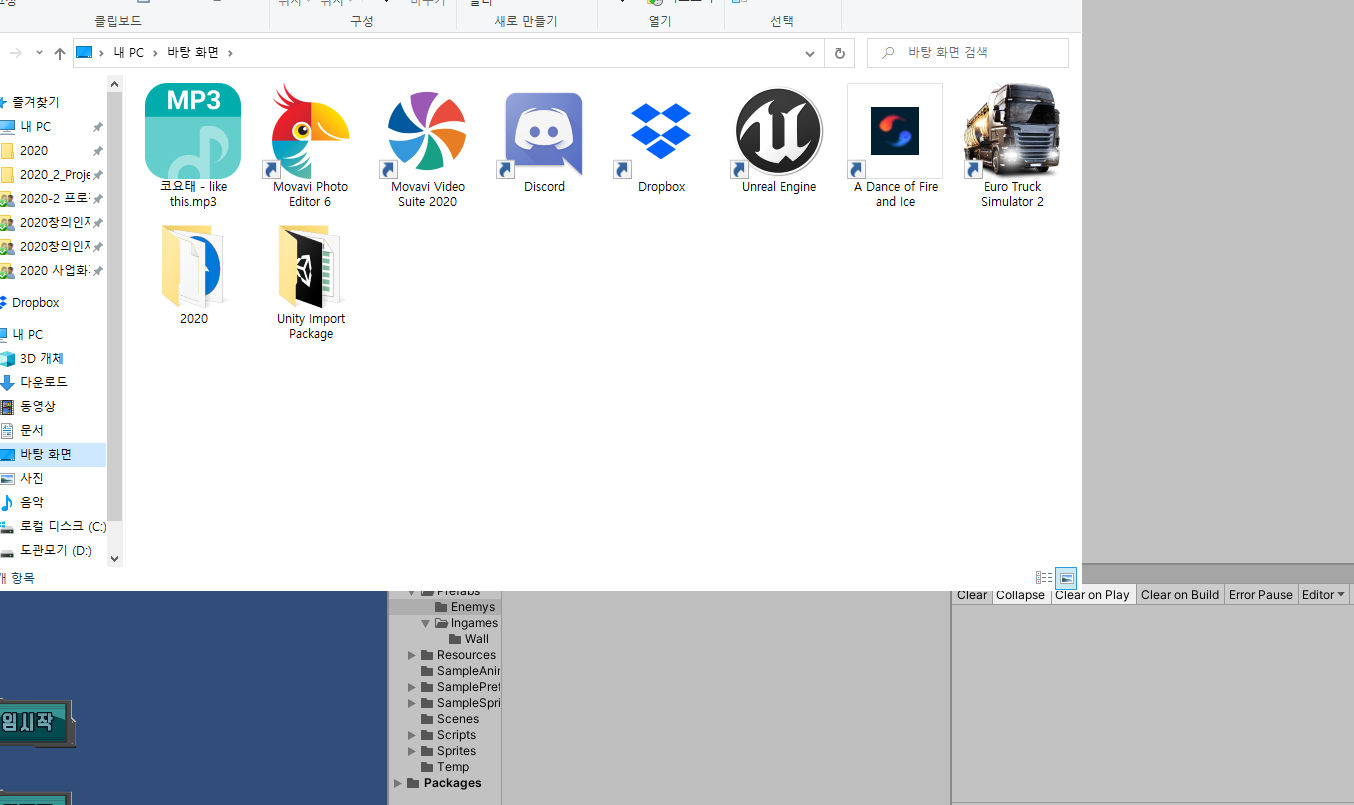 클립보드
구성
새로 만들기
열기
선택
내 PC
바탕 화면
바탕 화면 검색
즐겨찾기
내 PC
2020
2020_2_Proje
2020-2 프로
2020창의인재
2020창의인재
2020 사업화
Dropbox
내 PC
3D 개체
다운로드
동영상
문서
바탕 화면
사진
음악
로컬 디스크 (C:)
도관모기 (D:)
개 항목
MP3
코요태 - like
this.mp3
Movavi Photo
Editor 6
Movavi Video
Suite 2020
Discord
Dropbox
Unreal Engine
A Dance of Fire
and Ice
Euro Truck
Simulator 2
2020
Unity Import
Package
Prefabs
Enemys
Ingames
Wall
Resources
SampleAnin
SamplePref
SampleSpri
Scenes
Scripts
Sprites
Temp
Packages
Clear
Collapse
Clear on Play
Clear on Build
Error Pause
Editor
임시작